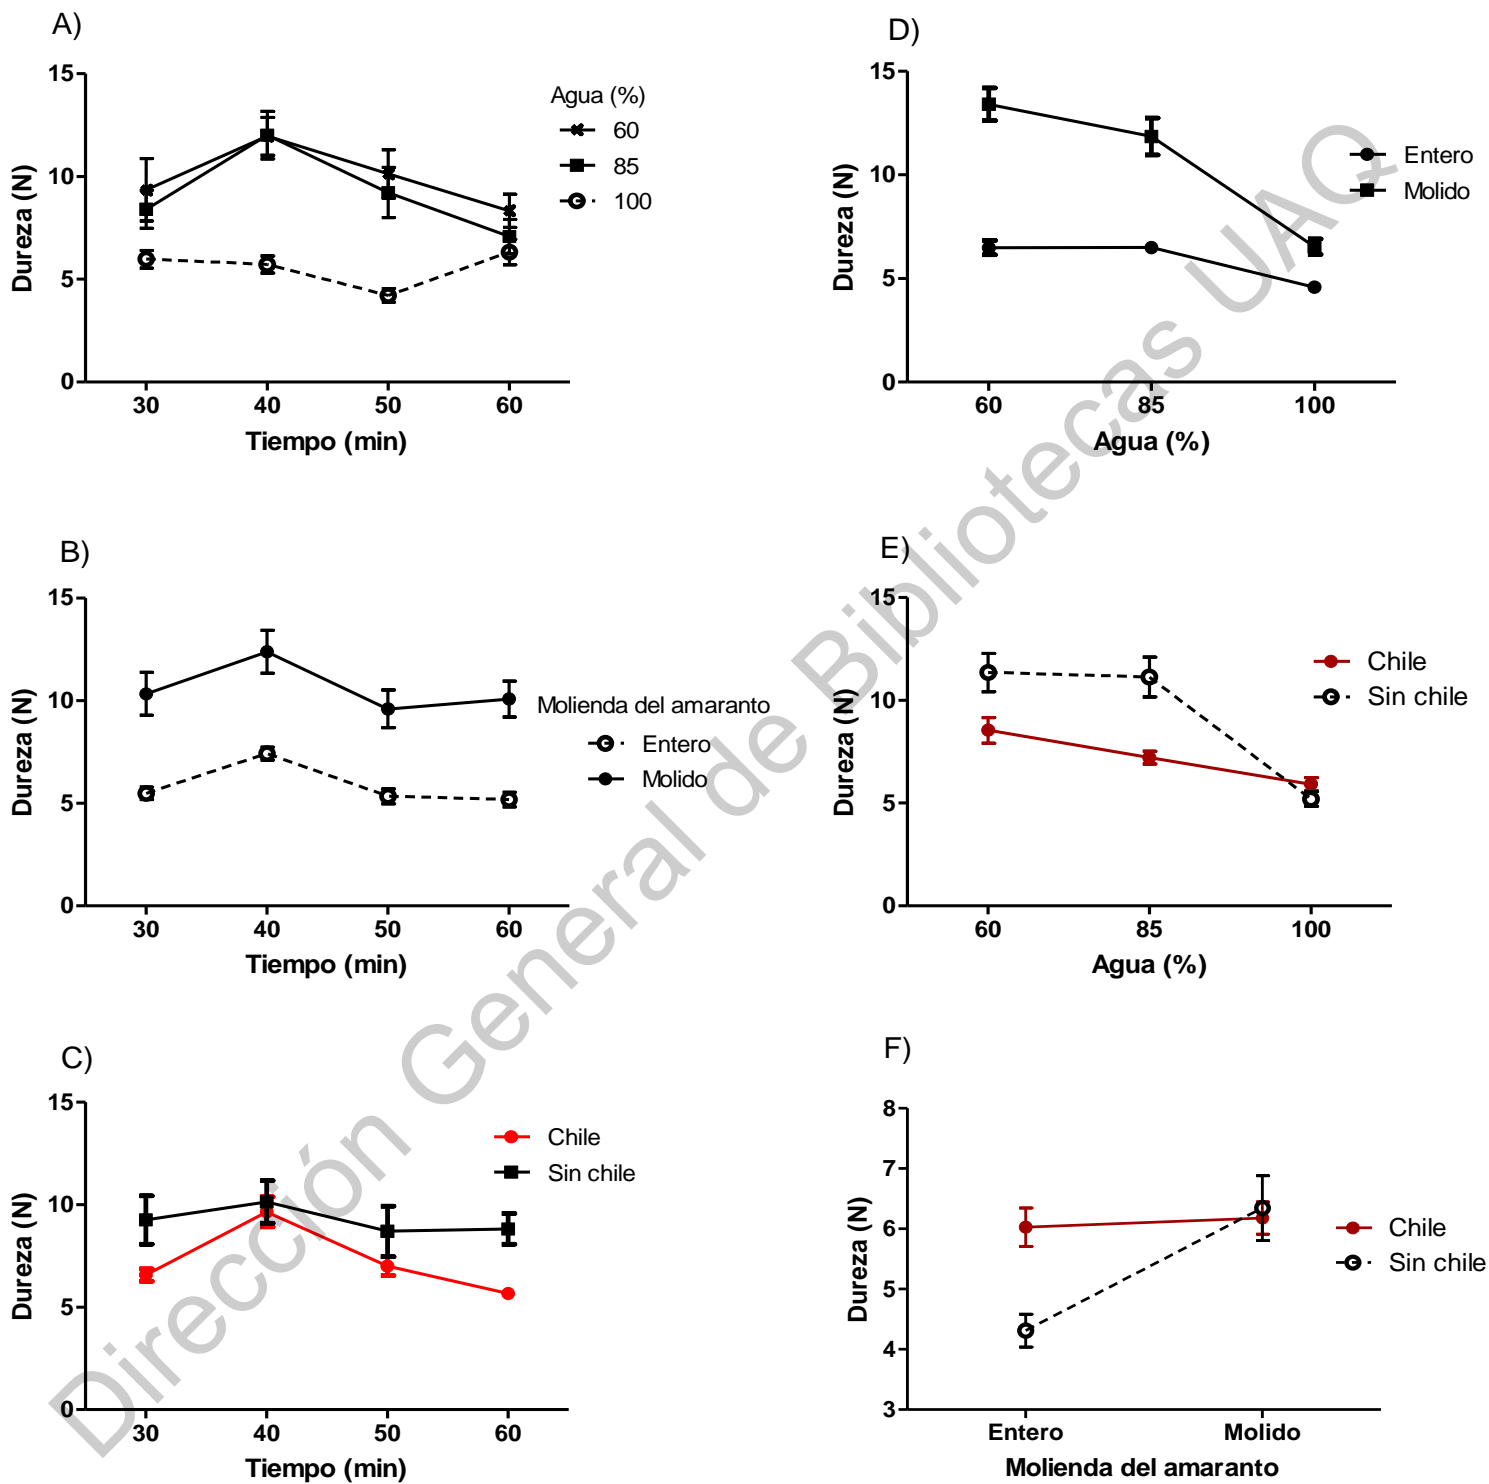 A)
15
10
5
0
Dureza (N)
30 40 50 60
Tiempo (min)
Agua (%)
60
85
100
D)
15
10
5
0
Dureza (N)
60 85 100
Agua (%)
Entero
Molido
B)
15
10
5
0
Dureza (N)
30 40 50 60
Tiempo (min)
Molienda del amaranto
Entero
Molido
E)
15
10
5
0
Dureza (N)
60 85 100
Agua (%)
Chile
Sin chile
C)
15
10
5
0
Dureza (N)
30 40 50 60
Tiempo (min)
Chile
Sin chile
F)
8
7
6
5
4
3
Dureza (N)
Entero Molido
Molienda del amaranto
Chile
Sin chile
Dirección General de Bibliotecas UAQ